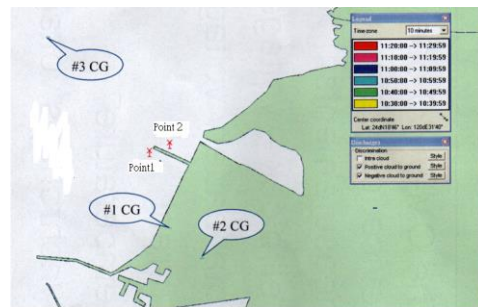 #3 CG
Point 2
Point1
#1 CG
#2 CG
Legend
Time zone
10 minutes
11:20:00 -> 11:29:59
11:10:00 -> 11:19:59
11:00:00 -> 11:09:59
10:50:00 -> 10:59:59
10:40:00 -> 10:49:59
10:30:00 -> 10:39:59
Center coordinate
Discrimination
Intra cloud
Style
Positive cloud to ground
Style
Negative cloud to ground
Style